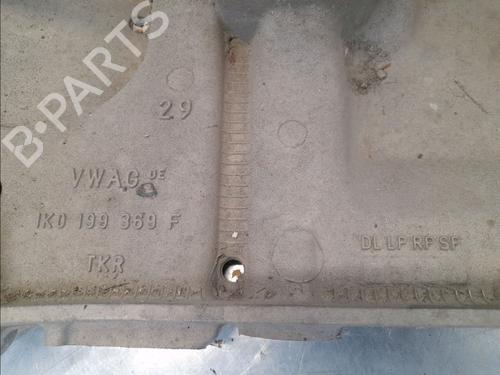 B-PARTS
29
VWAG DE
1K0 199 369 F
TKR
DL LP RP SF